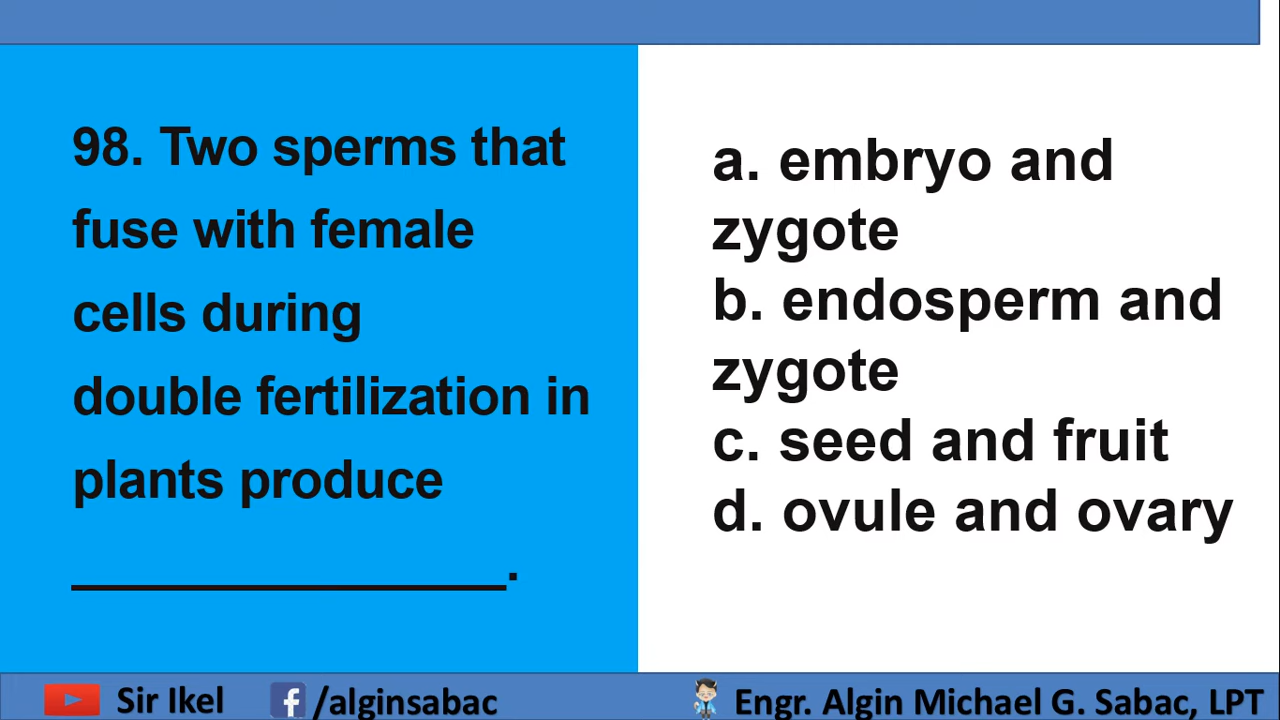 98. Two sperms that
fuse with female
cells during
double fertilization in
plants produce
_______________.
a. embryo and
zygote
b. endosperm and
zygote
c. seed and fruit
d. ovule and ovary
Sir Ikel
/alginsabac
Engr. Algin Michael G. Sabac, LPT